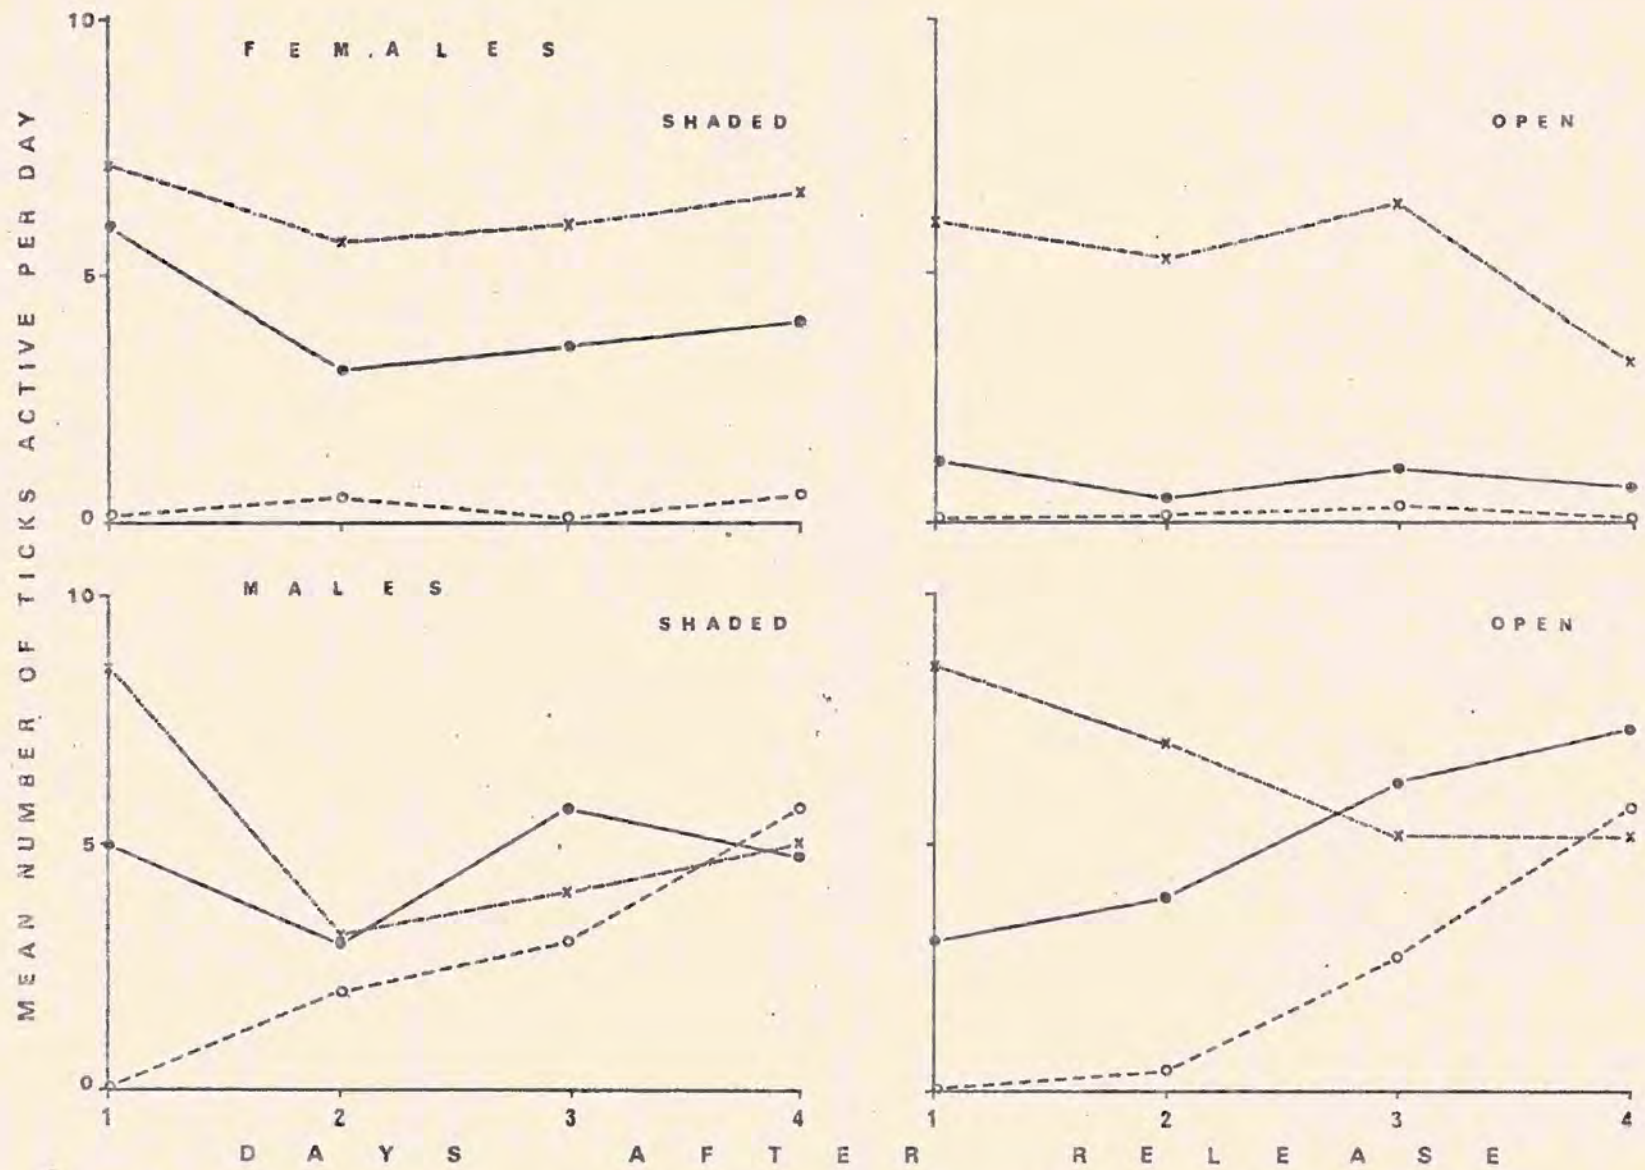 MEAN NUMBER OF TICKS ACTIVE PER DAY
10
FEMALES
SHADED
OPEN
5
0
10
MALES
SHADED
OPEN
5
0
1 2 3 4 1 2 3 4
DAYS AFTER RELEASE